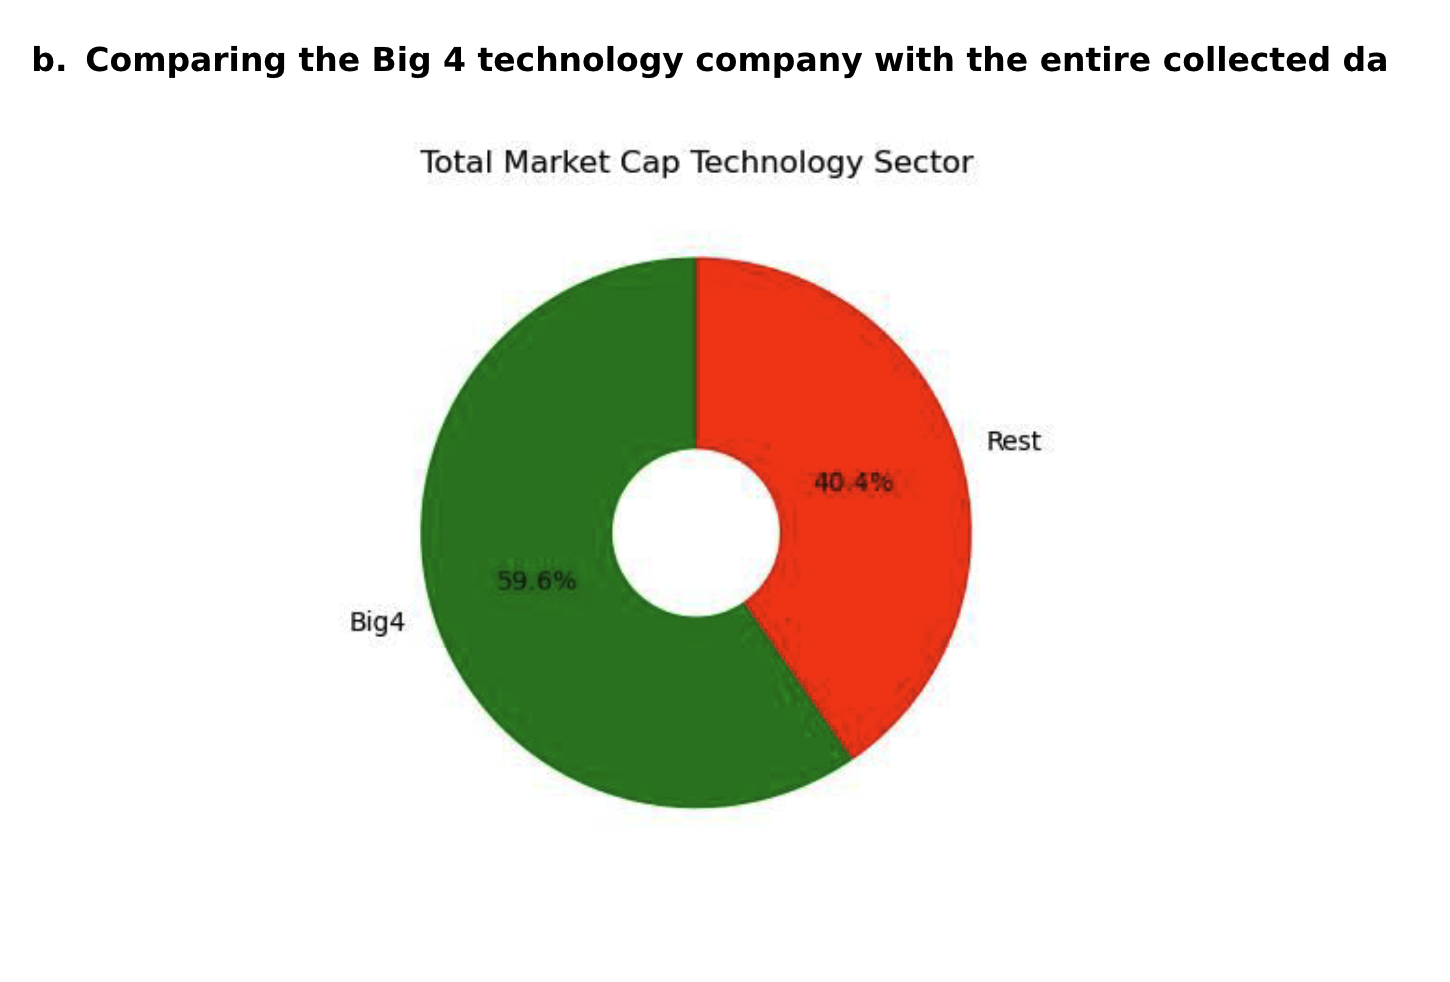 b. Comparing the Big 4 technology company with the entire collected da
Total Market Cap Technology Sector
Rest
40.4%
59.6%
Big4